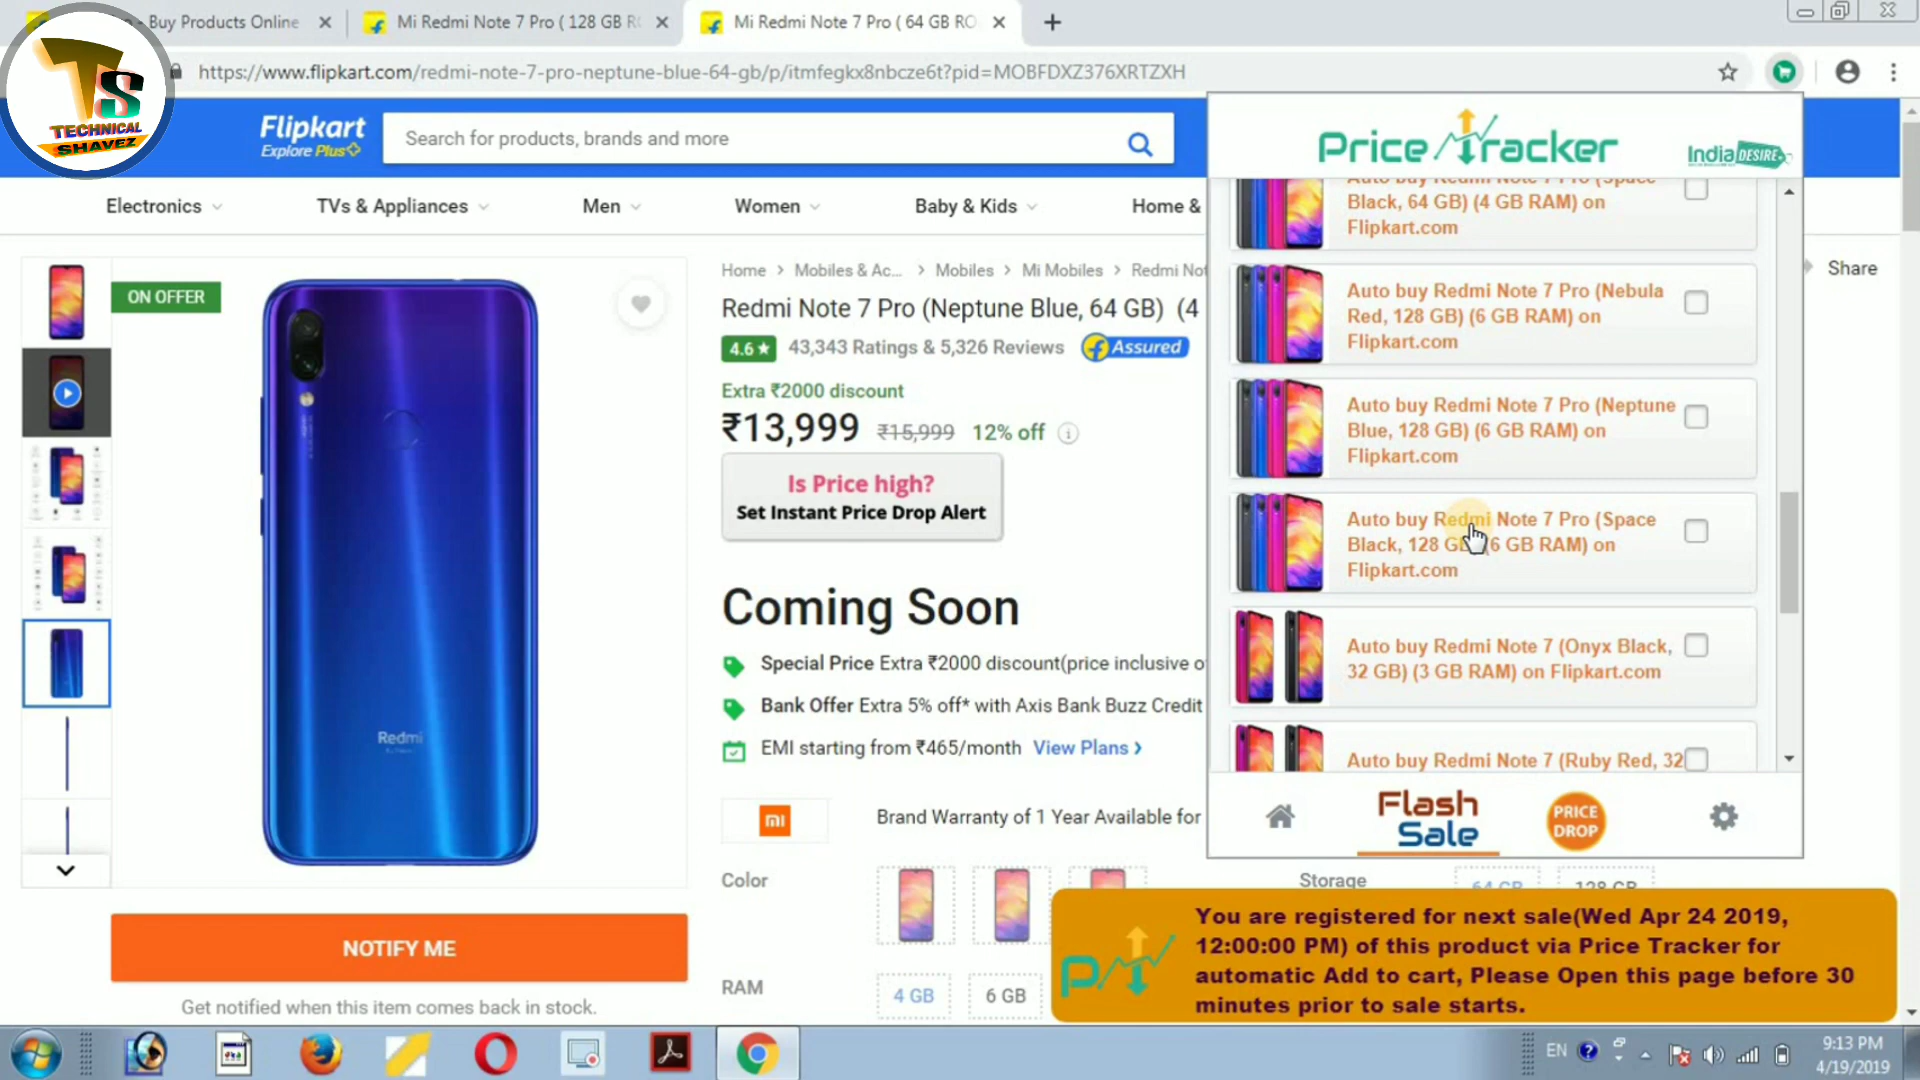 - Buy Products Online
Mi Redmi Note 7 Pro ( 128 GB R
Mi Redmi Note 7 Pro ( 64 GB RO
TS
TECHNICAL
SHAVEZ
https://www.flipkart.com/redmi-note-7-pro-neptune-blue-64-gb/p/itmfegkx8nbcze6t?pid=MOBFDXZ376XRTZXH
Flipkart
Explore Plus
Search for products, brands and more
Price Tracker
India DESIRE
Electronics
TVs & Appliances
Men
Women
Baby & Kids
Home &
Auto buy Redmi Note 7 Pro (Space
Black, 64 GB) (4 GB RAM) on
Flipkart.com
Auto buy Redmi Note 7 Pro (Nebula
Red, 128 GB) (6 GB RAM) on
Flipkart.com
Auto buy Redmi Note 7 Pro (Neptune
Blue, 128 GB) (6 GB RAM) on
Flipkart.com
Auto buy Redmi Note 7 Pro (Space
Black, 128 GB) (6 GB RAM) on
Flipkart.com
Auto buy Redmi Note 7 (Onyx Black,
32 GB) (3 GB RAM) on Flipkart.com
Auto buy Redmi Note 7 (Ruby Red, 32
Flash
Sale
PRICE
DROP
Share
ON OFFER
Redmi
Home > Mobiles & Ac... > Mobiles > Mi Mobiles > Redmi Not
Redmi Note 7 Pro (Neptune Blue, 64 GB) (4
4.6 ★ 43,343 Ratings & 5,326 Reviews f Assured
Extra ₹2000 discount
₹13,999 ₹15,999 12% off
Is Price high?
Set Instant Price Drop Alert
Coming Soon
Special Price Extra ₹2000 discount(price inclusive o
Bank Offer Extra 5% off* with Axis Bank Buzz Credit
EMI starting from ₹465/month View Plans >
mi
Brand Warranty of 1 Year Available for
Color
Storage
64 GB
128 GB
RAM
4 GB
6 GB
NOTIFY ME
Get notified when this item comes back in stock.
You are registered for next sale(Wed Apr 24 2019,
12:00:00 PM) of this product via Price Tracker for
automatic Add to cart, Please Open this page before 30
minutes prior to sale starts.
EN
9:13 PM
4/19/2019